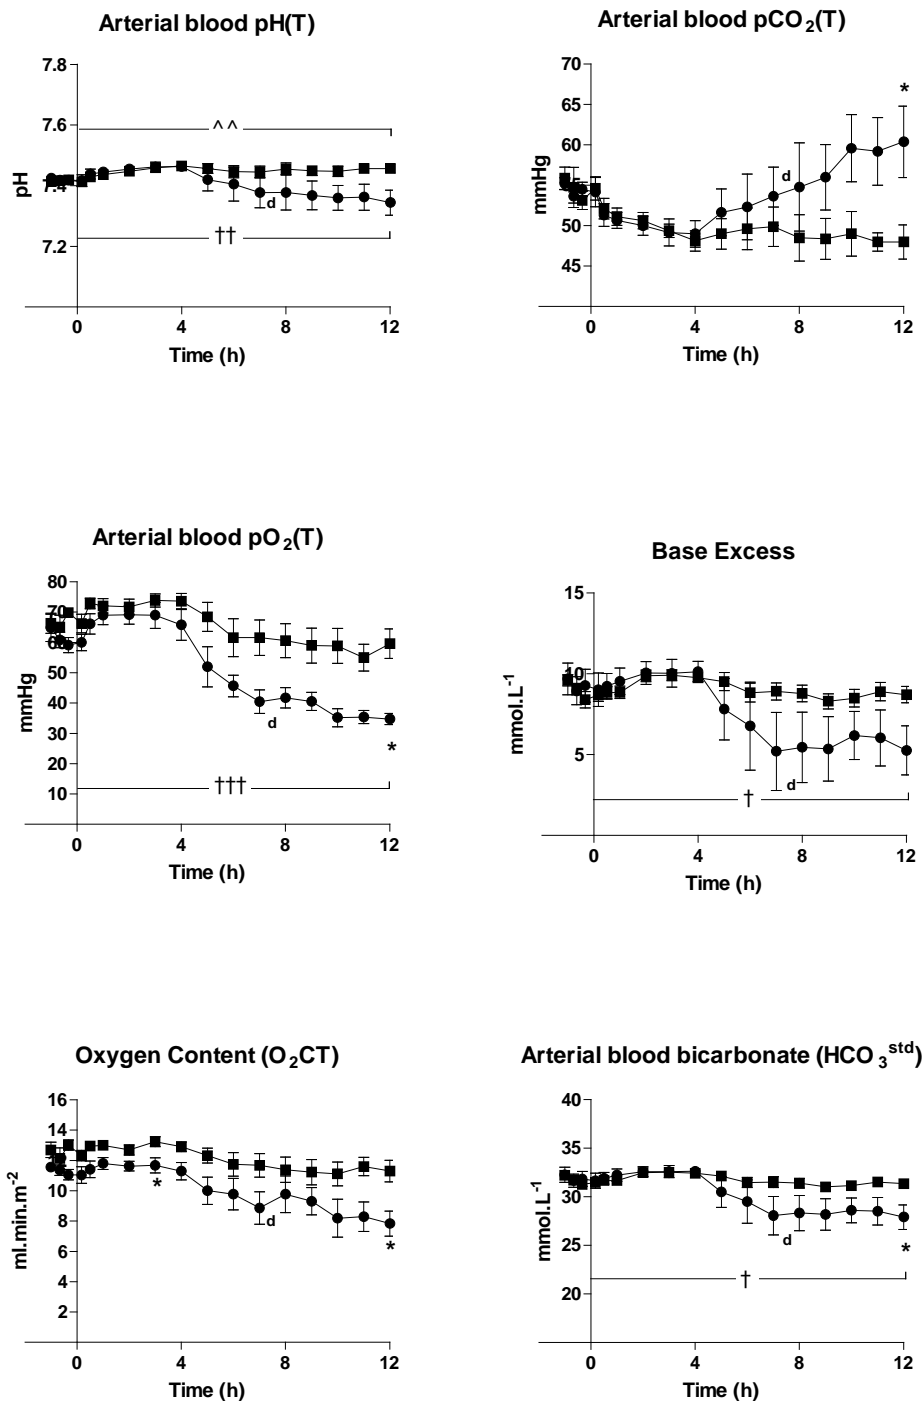 Arterial blood pH(T)
7.8
7.6
7.4
7.2
pH
^^
d
††
0 4 8 12
Time (h)
Arterial blood pCO₂(T)
70
65
60
55
50
45
mmHg
*
d
0 4 8 12
Time (h)
Arterial blood pO₂(T)
80
70
60
50
40
30
20
10
mmHg
d
*
†††
0 4 8 12
Time (h)
Base Excess
15
10
5
mmol.L⁻¹
d
†
0 4 8 12
Time (h)
Oxygen Content (O₂CT)
16
14
12
10
8
6
4
2
ml.min.m⁻²
*
d
*
0 4 8 12
Time (h)
Arterial blood bicarbonate (HCO₃ˢᵗᵈ)
40
35
30
25
20
mmol.L⁻¹
d
*
†
0 4 8 12
Time (h)